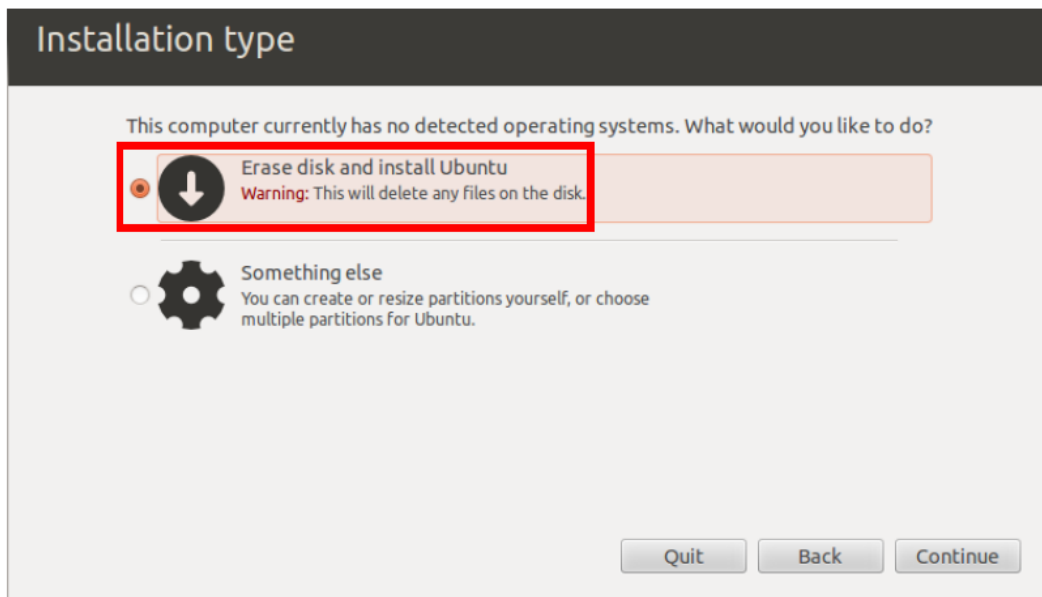 Installation type
This computer currently has no detected operating systems. What would you like to do?
Erase disk and install Ubuntu
Warning: This will delete any files on the disk.
Something else
You can create or resize partitions yourself, or choose
multiple partitions for Ubuntu.
Quit Back Continue